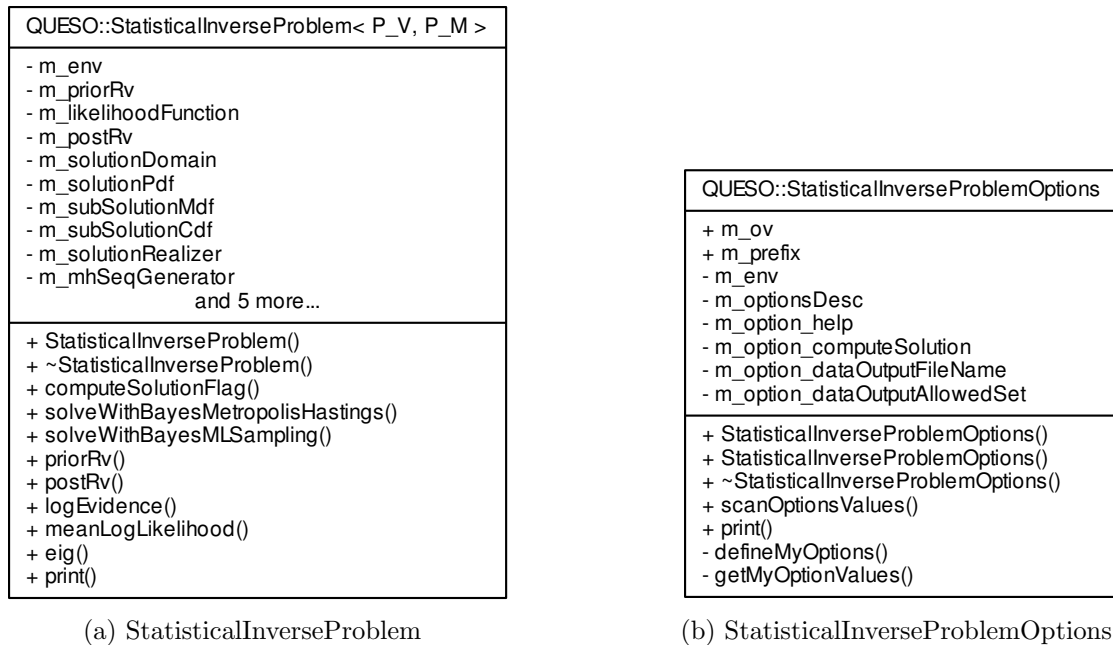 QUESO::StatisticalInverseProblem< P_V, P_M >
- m_env
- m_priorRv
- m_likelihoodFunction
- m_postRv
- m_solutionDomain
- m_solutionPdf
- m_subSolutionMdf
- m_subSolutionCdf
- m_solutionRealizer
- m_mhSeqGenerator
and 5 more...
+ StatisticalInverseProblem()
+ ~StatisticalInverseProblem()
+ computeSolutionFlag()
+ solveWithBayesMetropolisHastings()
+ solveWithBayesMLSampling()
+ priorRv()
+ postRv()
+ logEvidence()
+ meanLogLikelihood()
+ eig()
+ print()
(a) StatisticalInverseProblem
QUESO::StatisticalInverseProblemOptions
+ m_ov
+ m_prefix
- m_env
- m_optionsDesc
- m_option_help
- m_option_computeSolution
- m_option_dataOutputFileName
- m_option_dataOutputAllowedSet
+ StatisticalInverseProblemOptions()
+ StatisticalInverseProblemOptions()
+ ~StatisticalInverseProblemOptions()
+ scanOptionsValues()
+ print()
- defineMyOptions()
- getMyOptionValues()
(b) StatisticalInverseProblemOptions